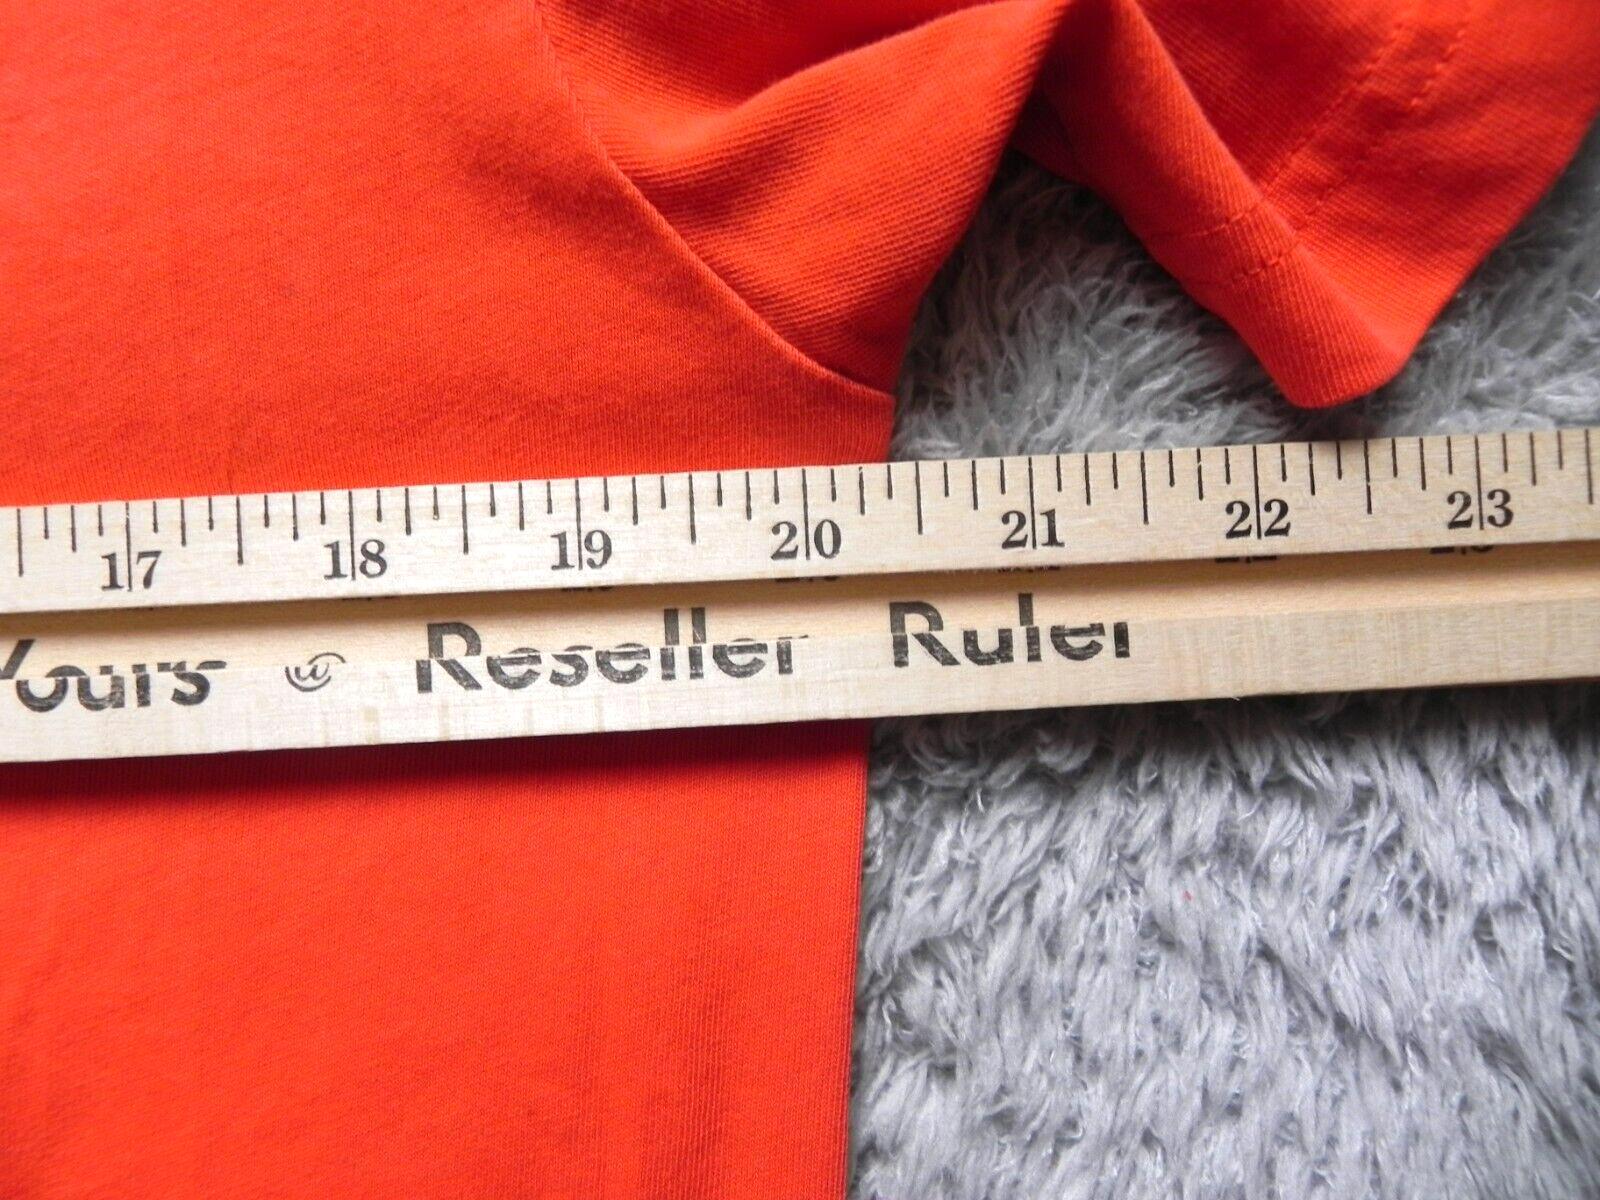 17 18 19 20 21 22 23
Yours @ Reseller Ruler